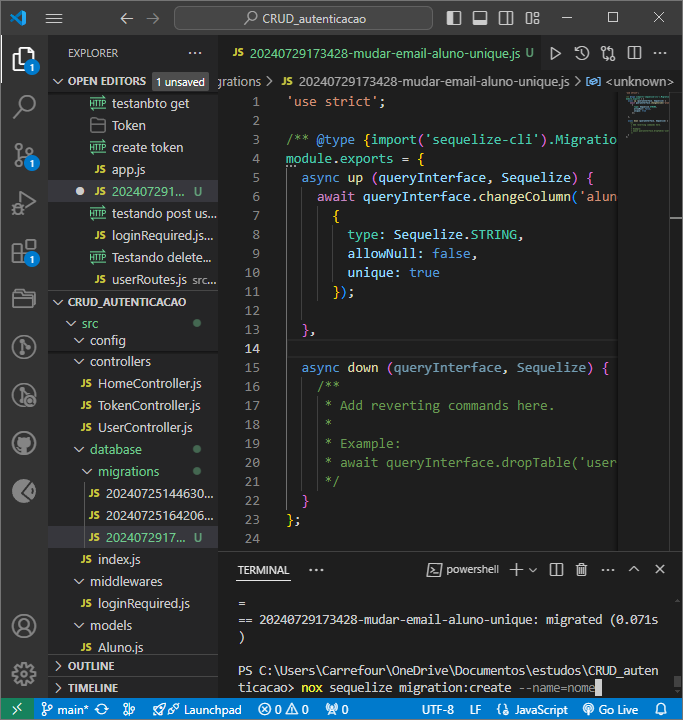 CRUD_autenticacao
EXPLORER
20240729173428-mudar-email-aluno-unique.js U
OPEN EDITORS 1 unsaved
grations > JS 20240729173428-mudar-email-aluno-unique.js > <unknown>
HTTP testanbto get
Token
HTTP create token
JS app.js
JS 202407291... U
HTTP testando post us...
JS loginRequired.js...
HTTP Testando delete...
JS userRoutes.js src...
CRUD_AUTENTICACAO
src
config
controllers
JS HomeController.js
JS TokenController.js
JS UserController.js
database
migrations
JS 20240725144630...
JS 20240725164206...
JS 2024072917... U
JS index.js
middlewares
JS loginRequired.js
models
JS Aluno.js
OUTLINE
TIMELINE
1 'use strict';
2
3 /** @type {import('sequelize-cli').Migratio
4 module.exports = {
5 async up (queryInterface, Sequelize) {
6 await queryInterface.changeColumn('alun
7 {
8 type: Sequelize.STRING,
9 allowNull: false,
10 unique: true
11 });
12
13 },
14
15 async down (queryInterface, Sequelize) {
16 /**
17 * Add reverting commands here.
18 *
19 * Example:
20 * await queryInterface.dropTable('user
21 */
22 }
23 };
24
TERMINAL ... powershell
=
== 20240729173428-mudar-email-aluno-unique: migrated (0.071s
)
PS C:\Users\Carrefour\OneDrive\Documentos\estudos\CRUD_auten
ticacao> nox sequelize migration:create --name=nome
main* Launchpad 0 0 0 UTF-8 LF {} JavaScript Go Live